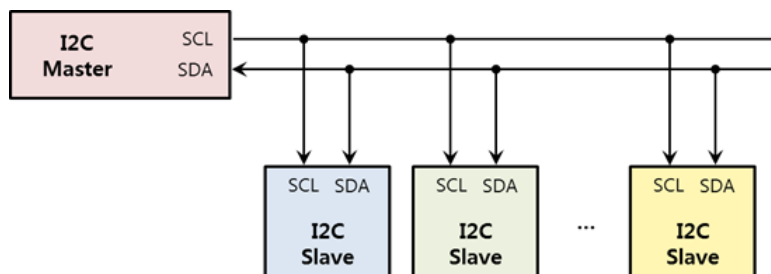 I2C SCL
Master SDA
SCL SDA SCL SDA SCL SDA
I2C I2C ... I2C
Slave Slave Slave